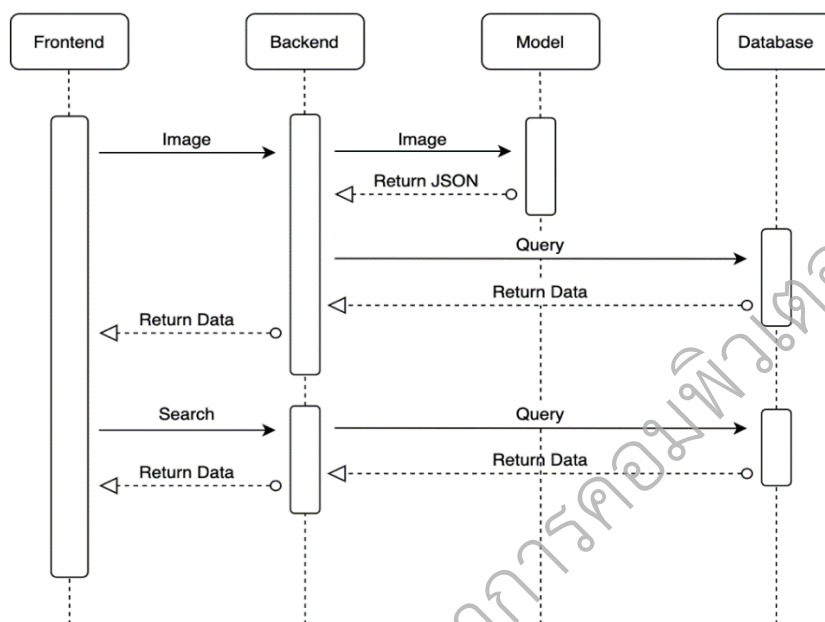 Frontend Backend Model Database
Image Image
Return JSON
Query
Return Data
Return Data
Search Query
Return Data
Return Data